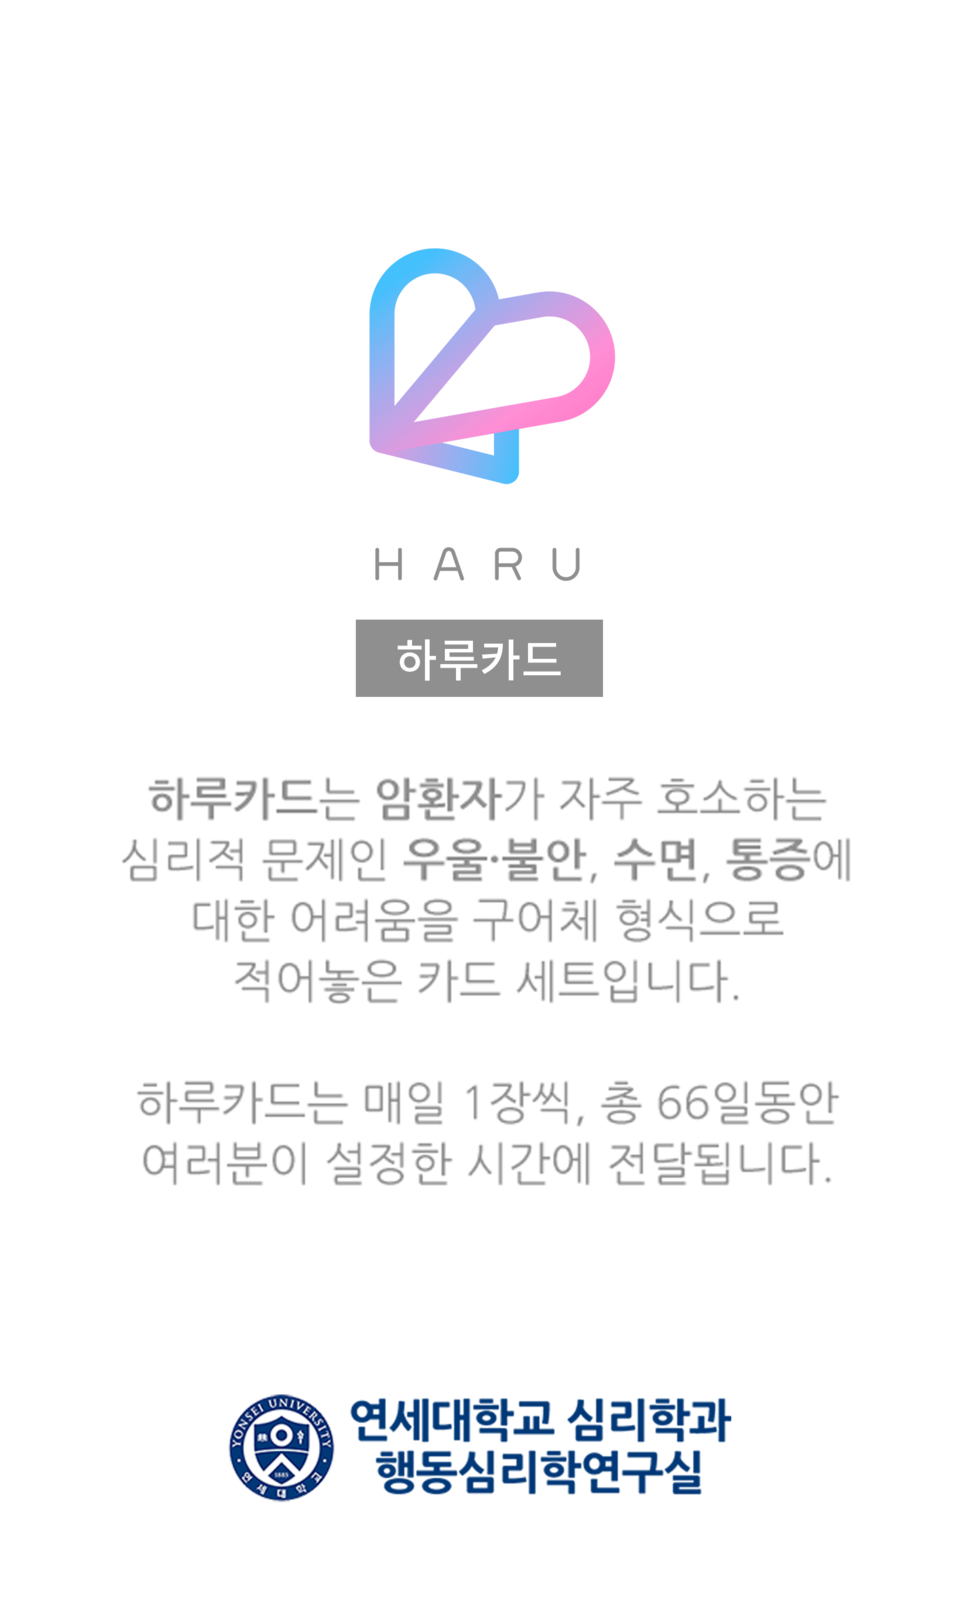 HARU
하루카드
하루카드는 암환자가 자주 호소하는
심리적 문제인 우울·불안, 수면, 통증에
대한 어려움을 구어체 형식으로
적어놓은 카드 세트입니다.
하루카드는 매일 1장씩, 총 66일동안
여러분이 설정한 시간에 전달됩니다.
YONSEI UNIVERSITY
1885
연세대학교
연세대학교 심리학과
행동심리학연구실